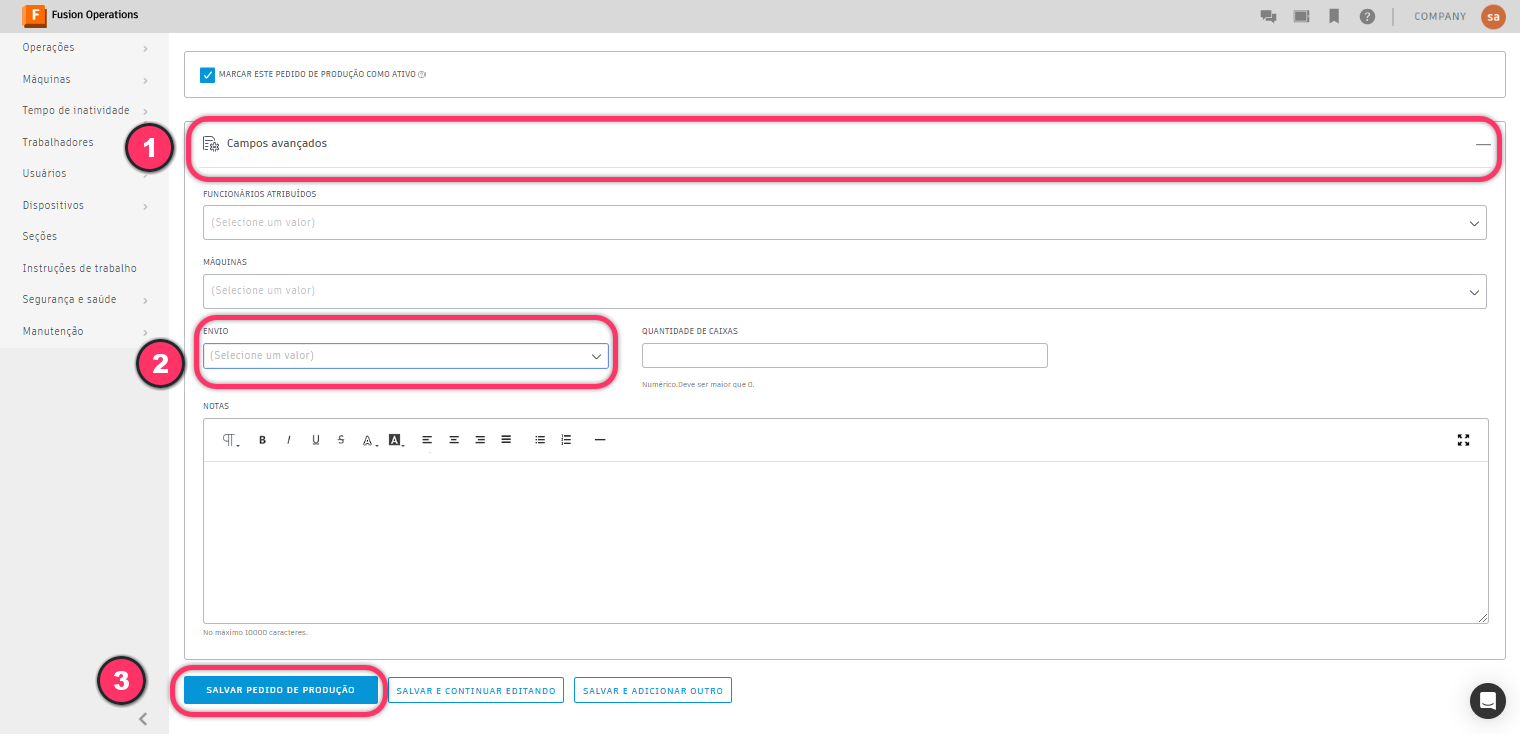 F Fusion Operations
? COMPANY sa
Operações
Máquinas
Tempo de inatividade
Trabalhadores
Usuários
Dispositivos
Seções
Instruções de trabalho
Segurança e saúde
Manutenção
MARCAR ESTE PEDIDO DE PRODUÇÃO COMO ATIVO ?
1
Campos avançados
FUNCIONÁRIOS ATRIBUÍDOS
(Selecione um valor)
MÁQUINAS
(Selecione um valor)
2
ENVIO
(Selecione um valor)
QUANTIDADE DE CAIXAS
Numérico.Deve ser maior que 0.
NOTAS
B I U S A A
No máximo 10000 caracteres.
3
SALVAR PEDIDO DE PRODUÇÃO
SALVAR E CONTINUAR EDITANDO
SALVAR E ADICIONAR OUTRO